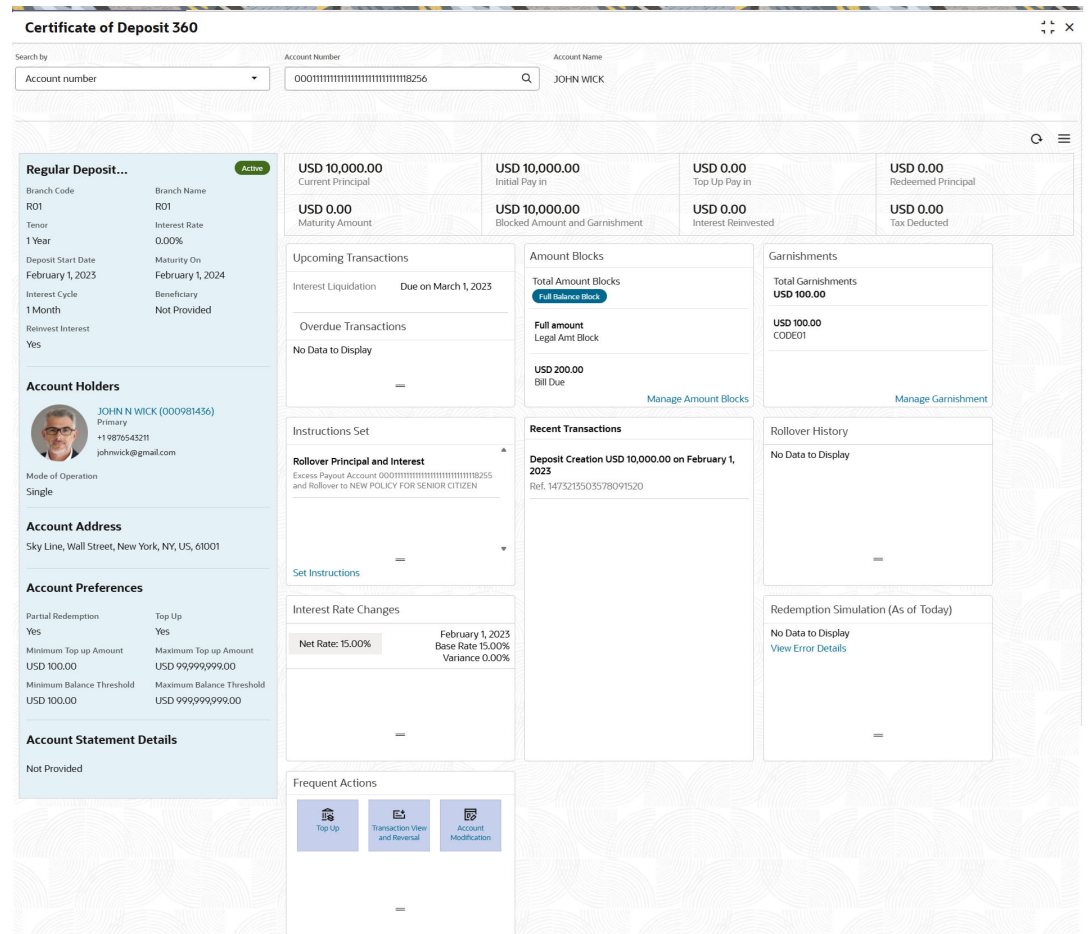 Certificate of Deposit 360
Search by
Account number
Account Number
Account Name
JOHN WICK
Regular Deposit...
Active
Branch Code
Branch Name
R01
R01
Tenor
Interest Rate
1 Year
0.00%
Deposit Start Date
Maturity On
February 1, 2023
February 1, 2024
Interest Cycle
Beneficiary
1 Month
Not Provided
Reinvest Interest
Yes
Account Holders
JOHN N WICK (000981436)
Primary
+1 9876543211
johnwick@gmail.com
Mode of Operation
Single
Account Address
Sky Line, Wall Street, New York, NY, US, 61001
Account Preferences
Partial Redemption
Top Up
Yes
Yes
Minimum Top up Amount
Maximum Top up Amount
USD 100.00
USD 99,999,999.00
Minimum Balance Threshold
Maximum Balance Threshold
USD 100.00
USD 999,999,999.00
Account Statement Details
Not Provided
USD 10,000.00
Current Principal
USD 10,000.00
Initial Pay in
USD 0.00
Top Up Pay in
USD 0.00
Redeemed Principal
USD 0.00
Maturity Amount
USD 10,000.00
Blocked Amount and Garnishment
USD 0.00
Interest Reinvested
USD 0.00
Tax Deducted
Upcoming Transactions
Interest Liquidation
Due on March 1, 2023
Overdue Transactions
No Data to Display
Amount Blocks
Total Amount Blocks
Full Balance Block
Full amount
Legal Amt Block
USD 200.00
Bill Due
Manage Amount Blocks
Garnishments
Total Garnishments
USD 100.00
USD 100.00
CODE01
Manage Garnishment
Instructions Set
Rollover Principal and Interest
Excess Payout Account
and Rollover to NEW POLICY FOR SENIOR CITIZEN
Set Instructions
Recent Transactions
Deposit Creation USD 10,000.00 on February 1,
2023
Ref. 1473213503578091520
Rollover History
No Data to Display
Interest Rate Changes
Net Rate: 15.00%
February 1, 2023
Base Rate 15.00%
Variance 0.00%
Redemption Simulation (As of Today)
No Data to Display
View Error Details
Frequent Actions
Top Up
Transaction View
and Reversal
Account
Modification